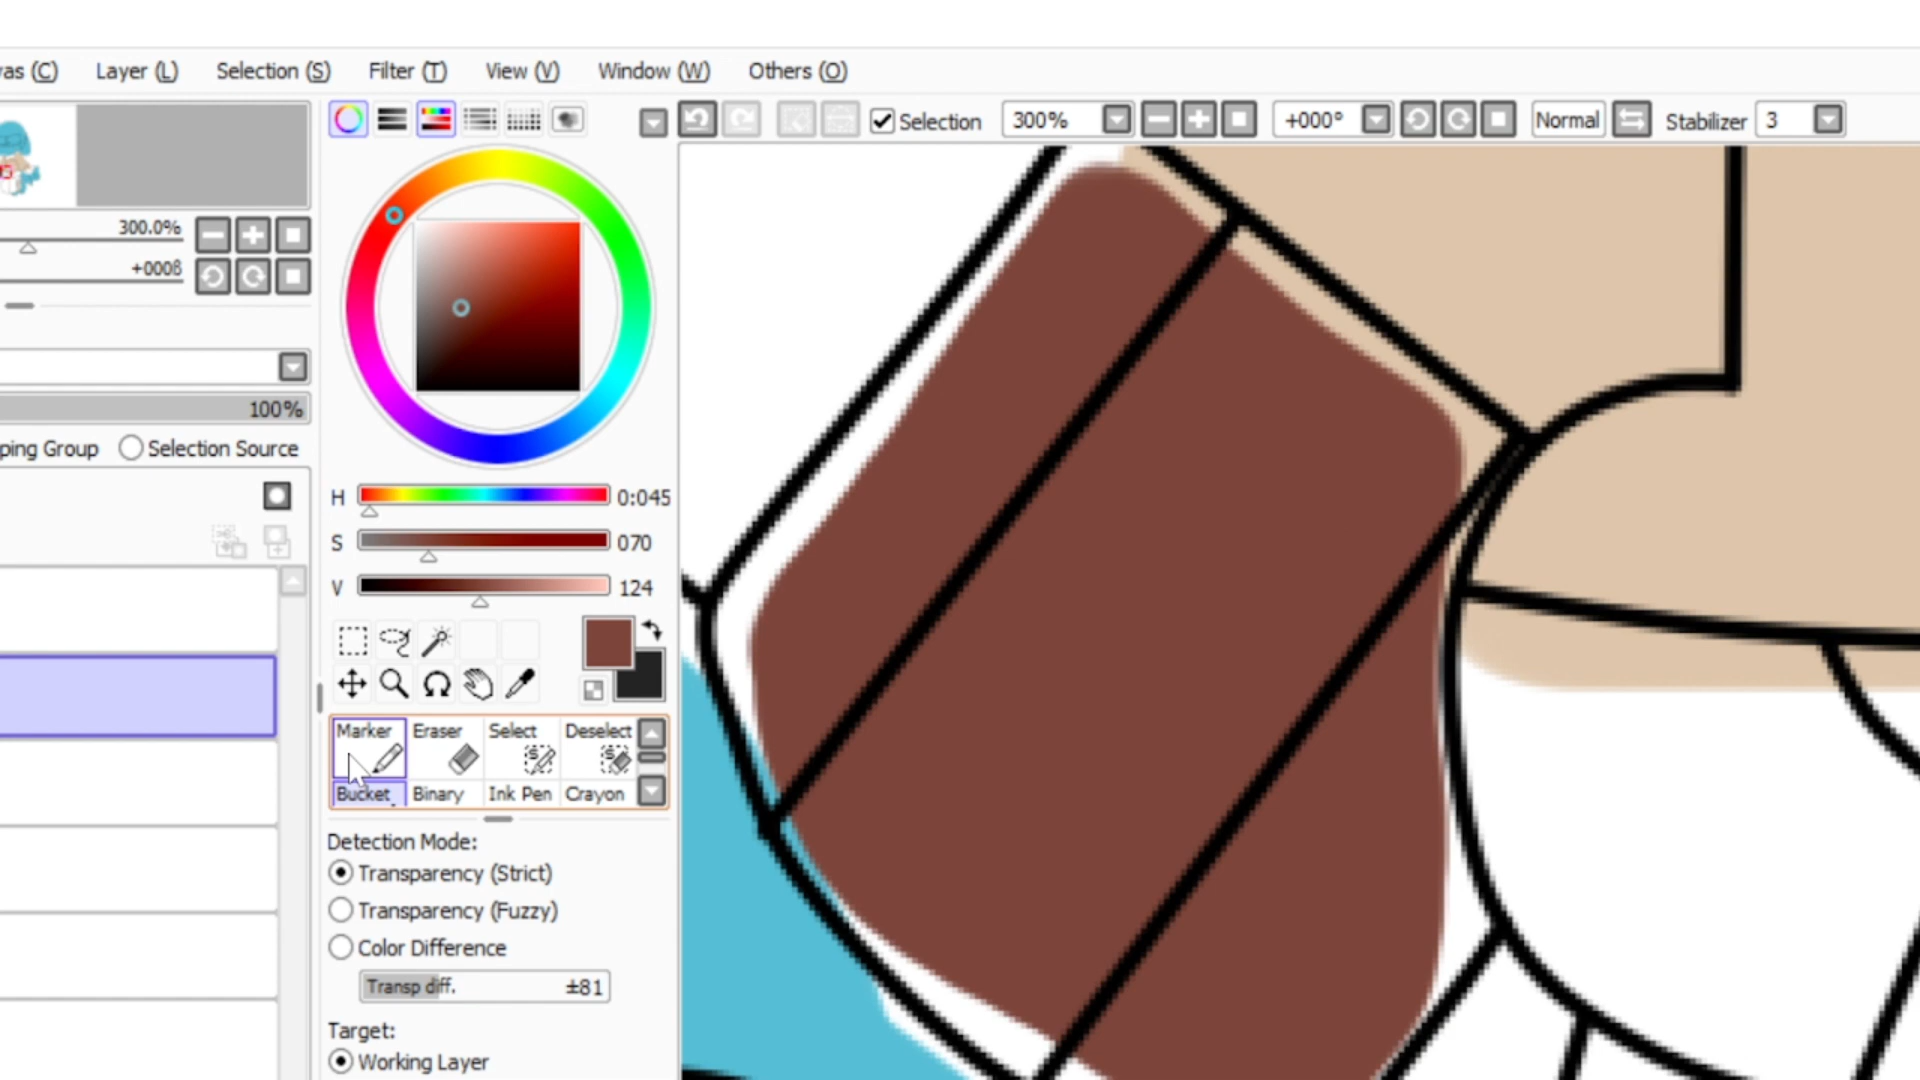 vas (C) Layer (L) Selection (S) Filter (T) View (V) Window (W) Others (O)
Selection 300% +000° Normal Stabilizer 3
300.0%
+0008
100%
ping Group Selection Source
H 0:045
S 070
V 124
Marker Eraser Select Deselect
Bucket Binary Ink Pen Crayon
Detection Mode:
Transparency (Strict)
Transparency (Fuzzy)
Color Difference
Transp diff. ±81
Target:
Working Layer